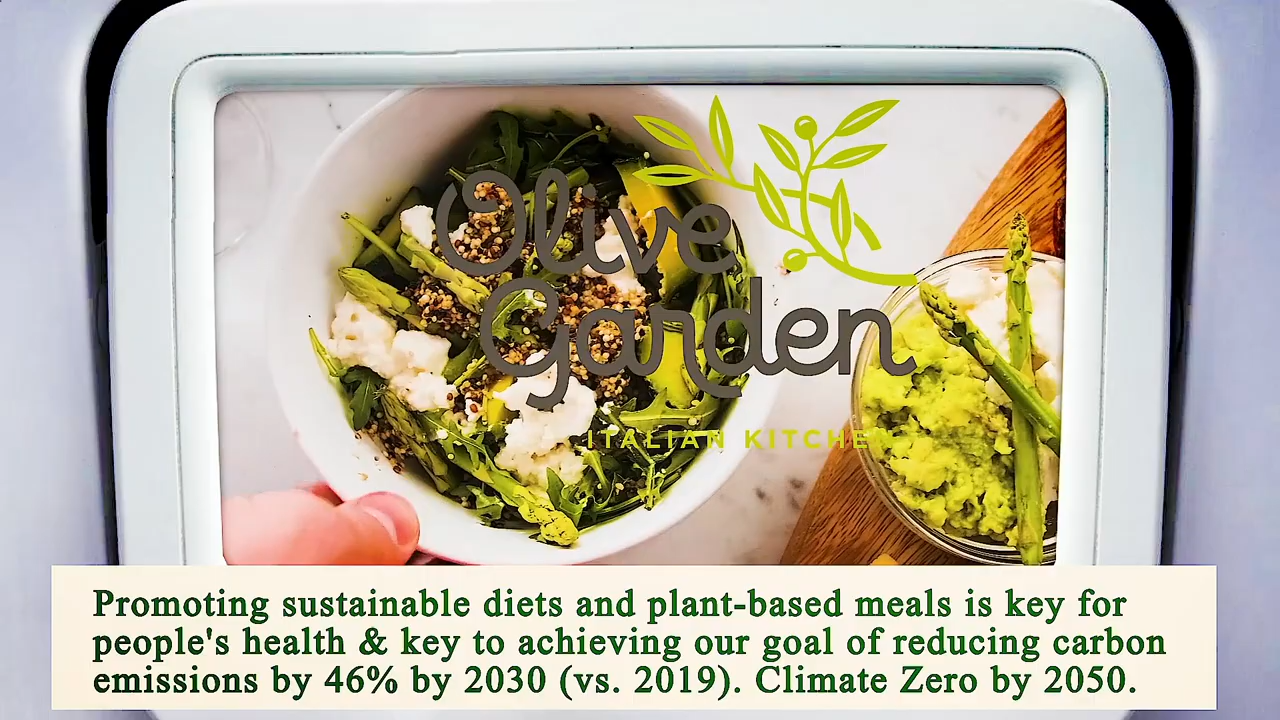 Olive
Garden
ITALIAN KITCHEN
Promoting sustainable diets and plant-based meals is key for
people's health & key to achieving our goal of reducing carbon
emissions by 46% by 2030 (vs. 2019). Climate Zero by 2050.